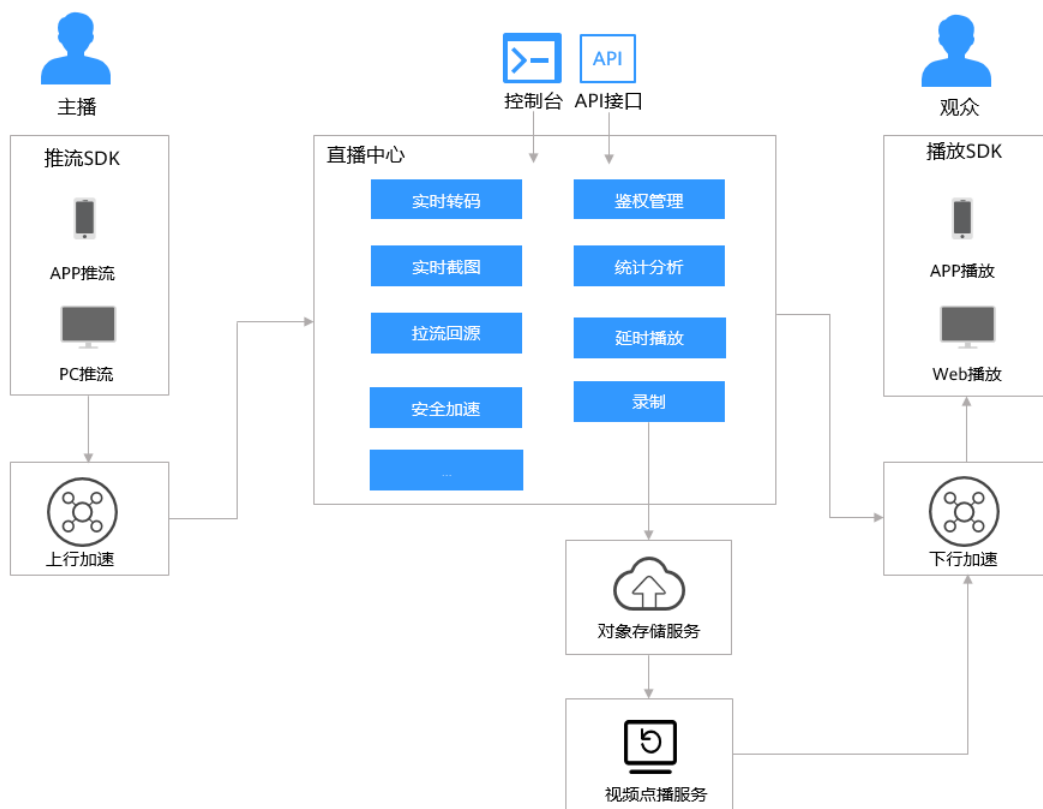 主播
推流SDK
APP推流
PC推流
上行加速
控制台
API
API接口
直播中心
实时转码
鉴权管理
实时截图
统计分析
拉流回源
延时播放
安全加速
录制
...
对象存储服务
视频点播服务
观众
播放SDK
APP播放
Web播放
下行加速